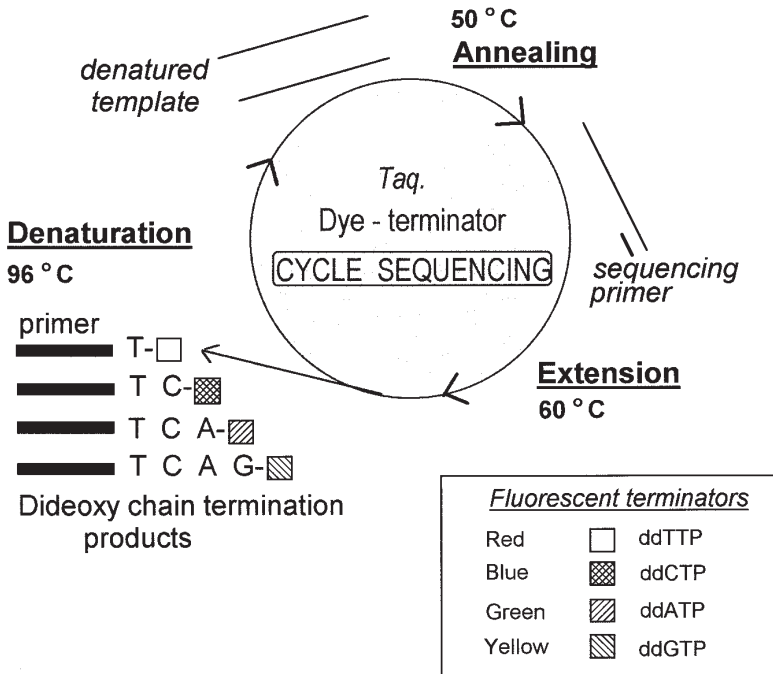 50 °C
Annealing
denatured
template
Taq.
Dye - terminator
CYCLE SEQUENCING
Denaturation
96 °C
sequencing
primer
primer
T-
T C-
T C A-
T C A G-
Dideoxy chain termination
products
Extension
60 °C
Fluorescent terminators
Red ddTTP
Blue ddCTP
Green ddATP
Yellow ddGTP